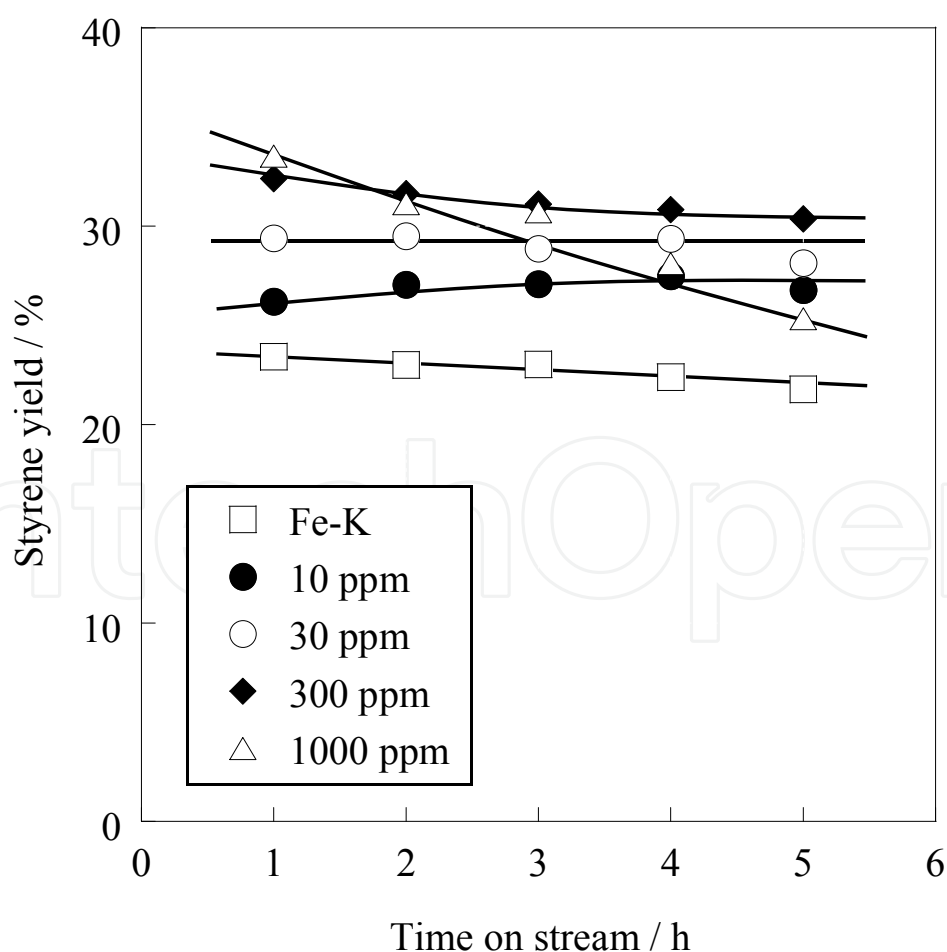 40
30
20
10
0
Styrene yield / %
Fe-K
10 ppm
30 ppm
300 ppm
1000 ppm
0 1 2 3 4 5 6
Time on stream / h
ntechOpen